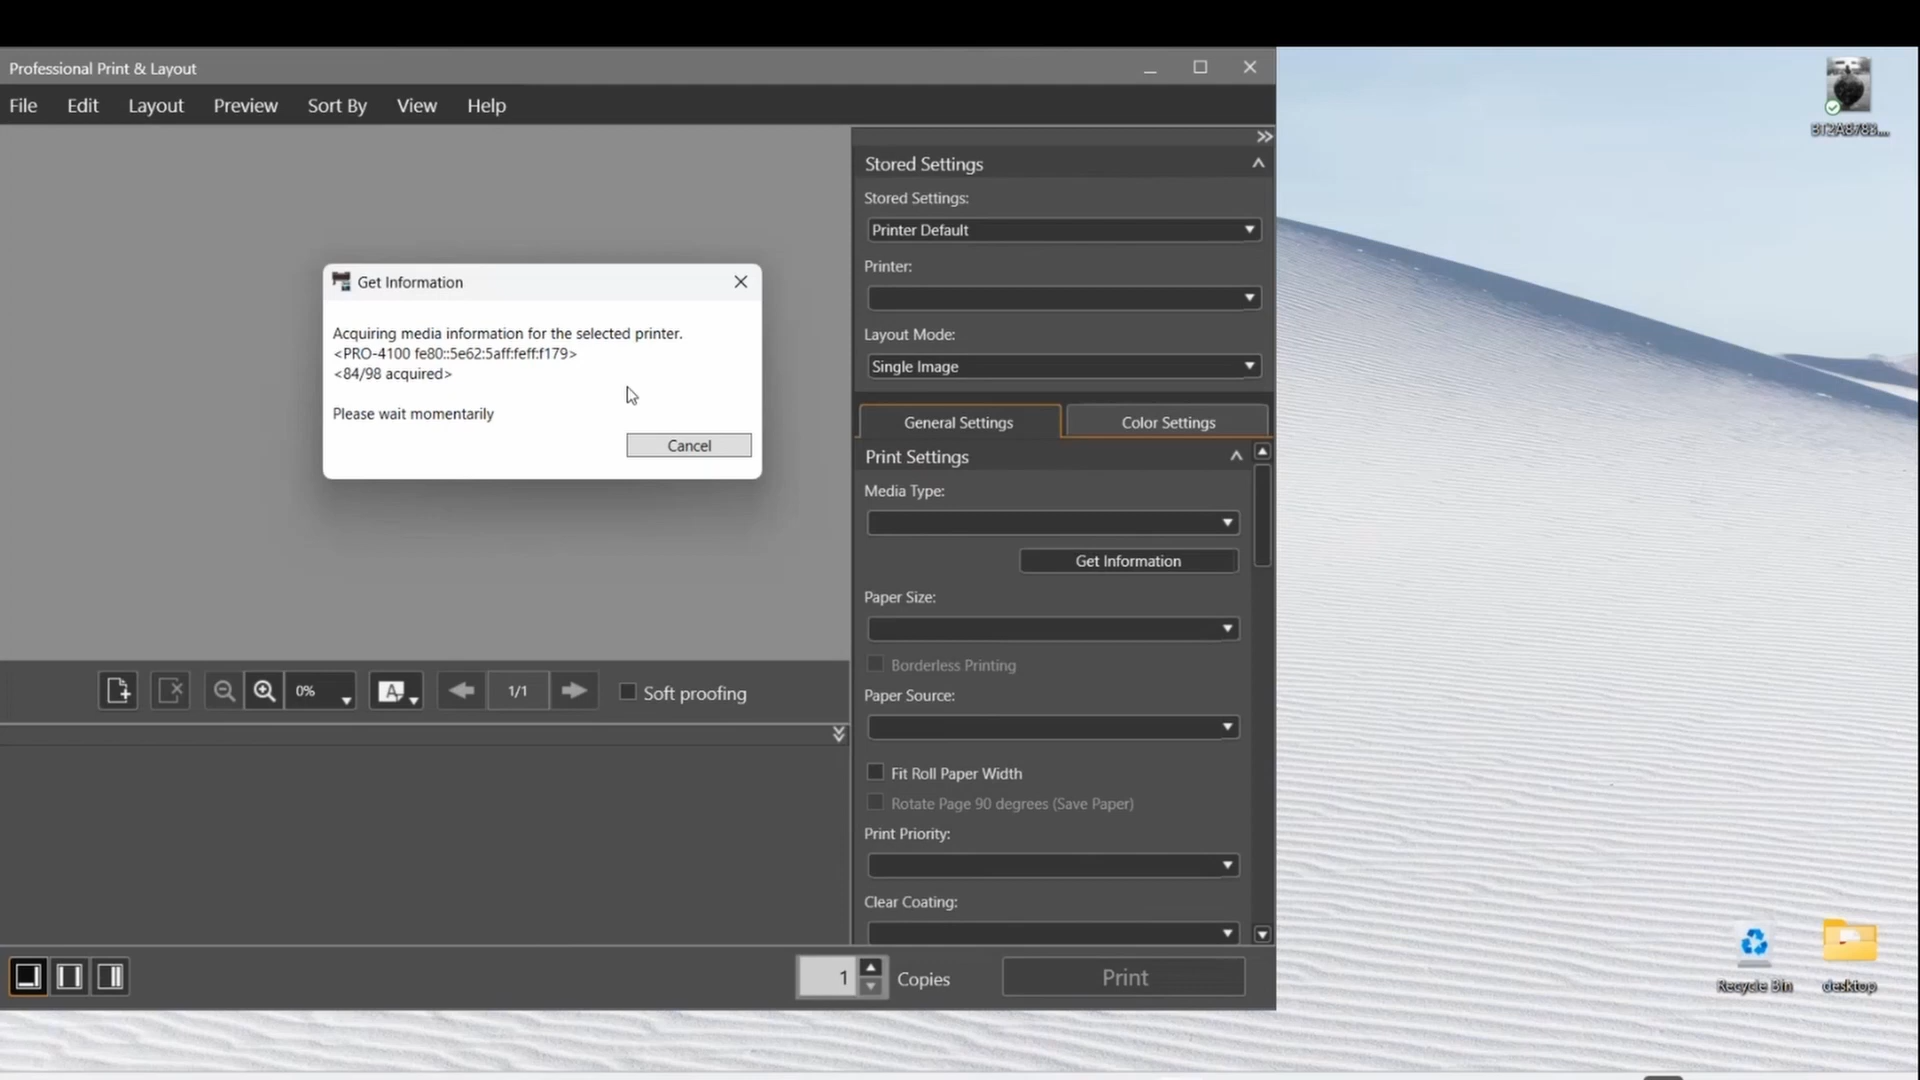 Professional Print & Layout
File Edit Layout Preview Sort By View Help
Get Information
Acquiring media information for the selected printer.
<PRO-4100 fe80::5e62:5aff:feff:f179>
<84/98 acquired>
Please wait momentarily
Cancel
0%
A
1/1
Soft proofing
Stored Settings
Stored Settings:
Printer Default
Printer:
Layout Mode:
Single Image
General Settings Color Settings
Print Settings
Media Type:
Get Information
Paper Size:
Borderless Printing
Paper Source:
Fit Roll Paper Width
Rotate Page 90 degrees (Save Paper)
Print Priority:
Clear Coating:
1 Copies Print
Recycle Bin
desktop